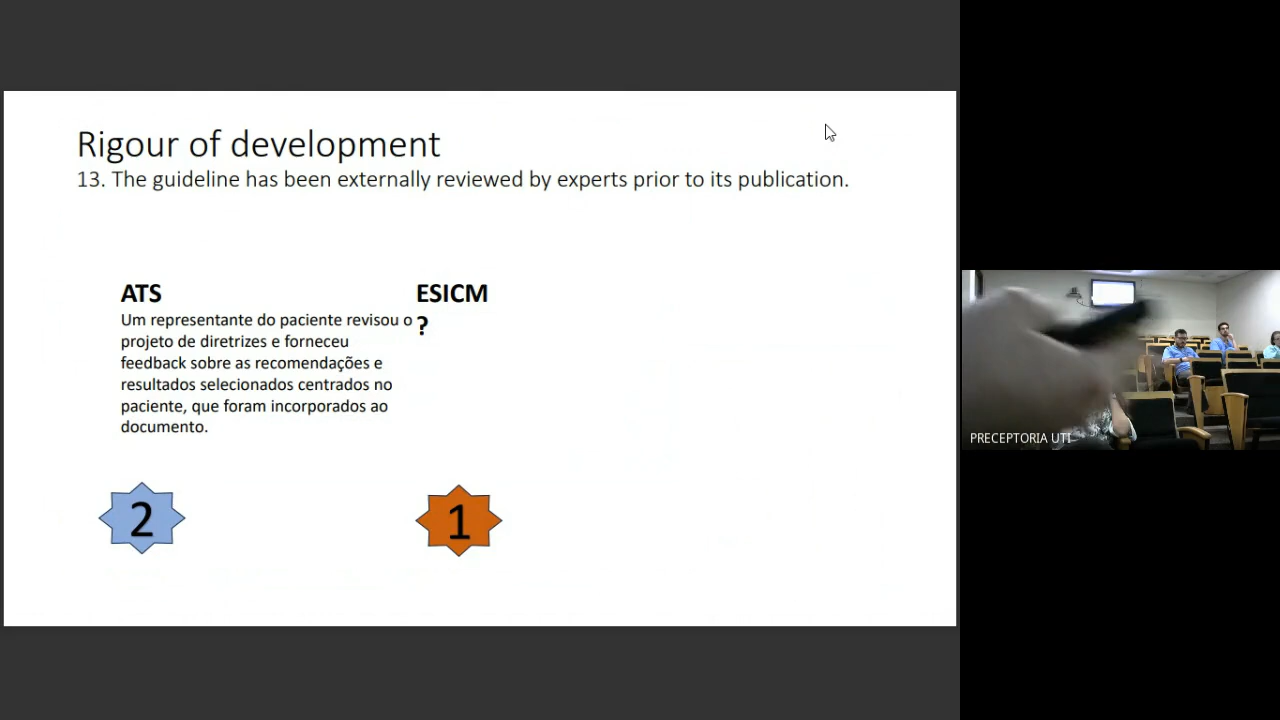 Rigour of development
13. The guideline has been externally reviewed by experts prior to its publication.
ATS
Um representante do paciente revisou o
projeto de diretrizes e forneceu
feedback sobre as recomendações e
resultados selecionados centrados no
paciente, que foram incorporados ao
documento.
2
ESICM
?
1
PRECEPTORIA UTI